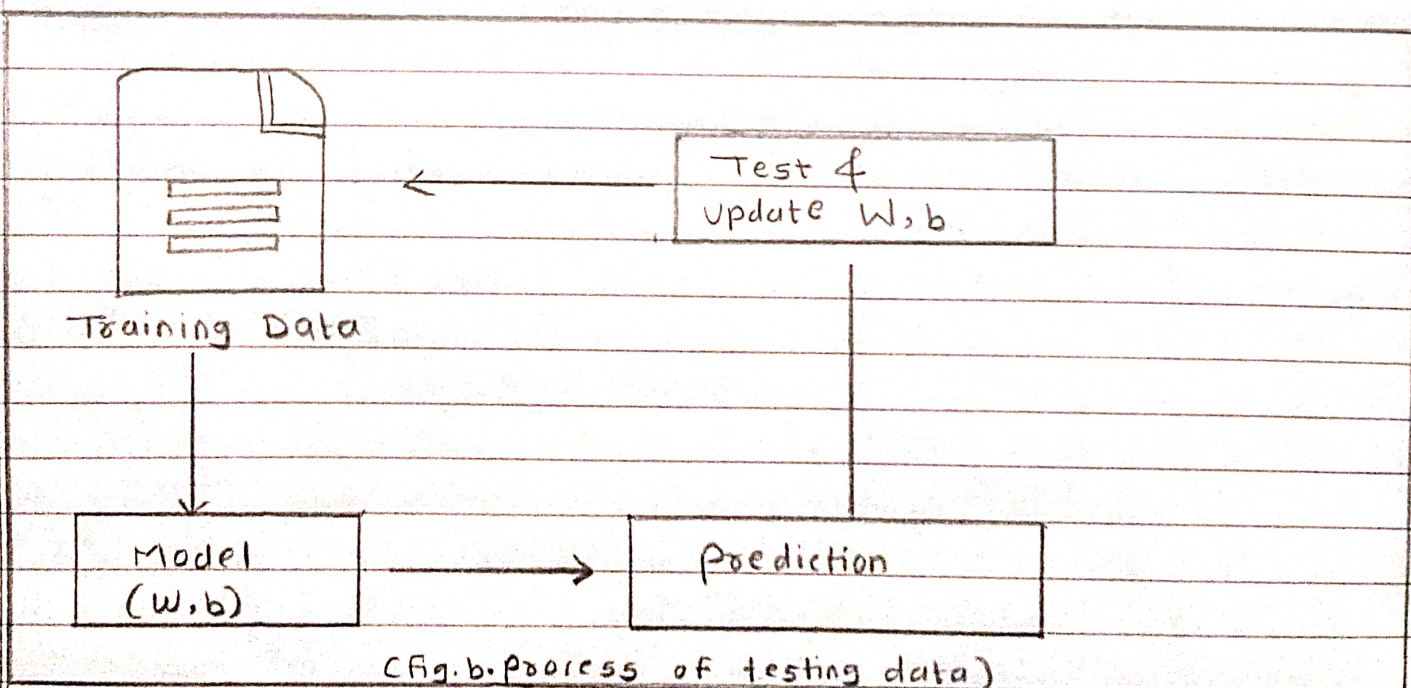 Test &
update W, b
Training Data
Model
(W, b)
Prediction
(Fig. b. Process of testing data)